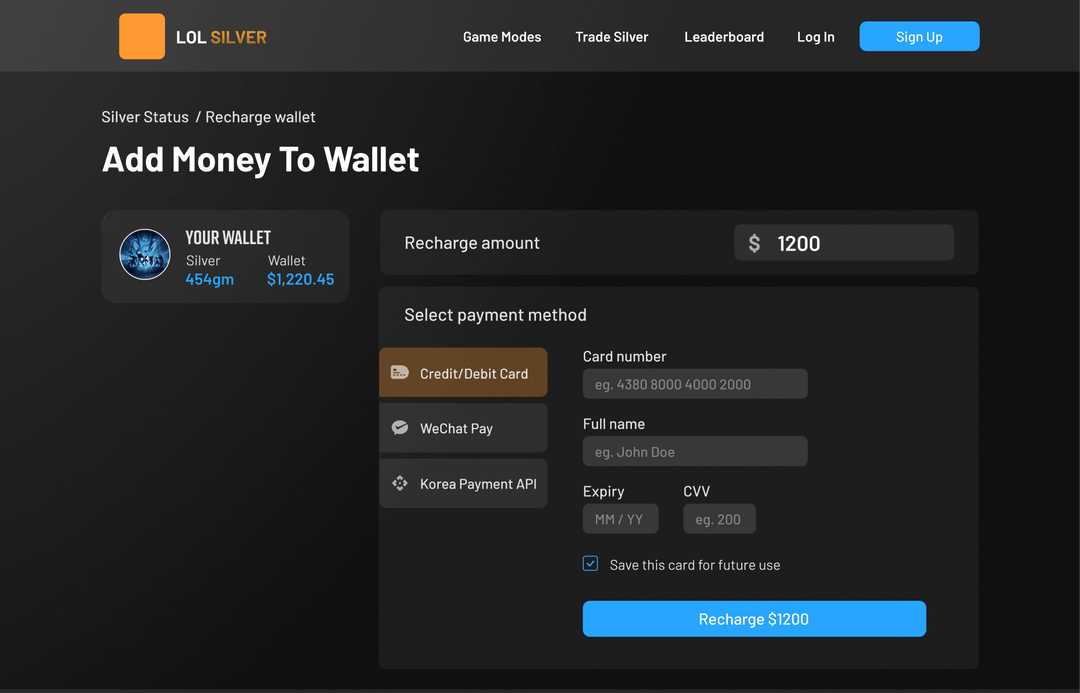 LOL SILVER
Game Modes
Trade Silver
Leaderboard
Log In
Sign Up
Silver Status / Recharge wallet
Add Money To Wallet
YOUR WALLET
Silver Wallet
454gm $1,220.45
Recharge amount
$ 1200
Select payment method
Credit/Debit Card
WeChat Pay
Korea Payment API
Card number
eg. 4380 8000 4000 2000
Full name
eg. John Doe
Expiry CVV
MM / YY eg. 200
Save this card for future use
Recharge $1200